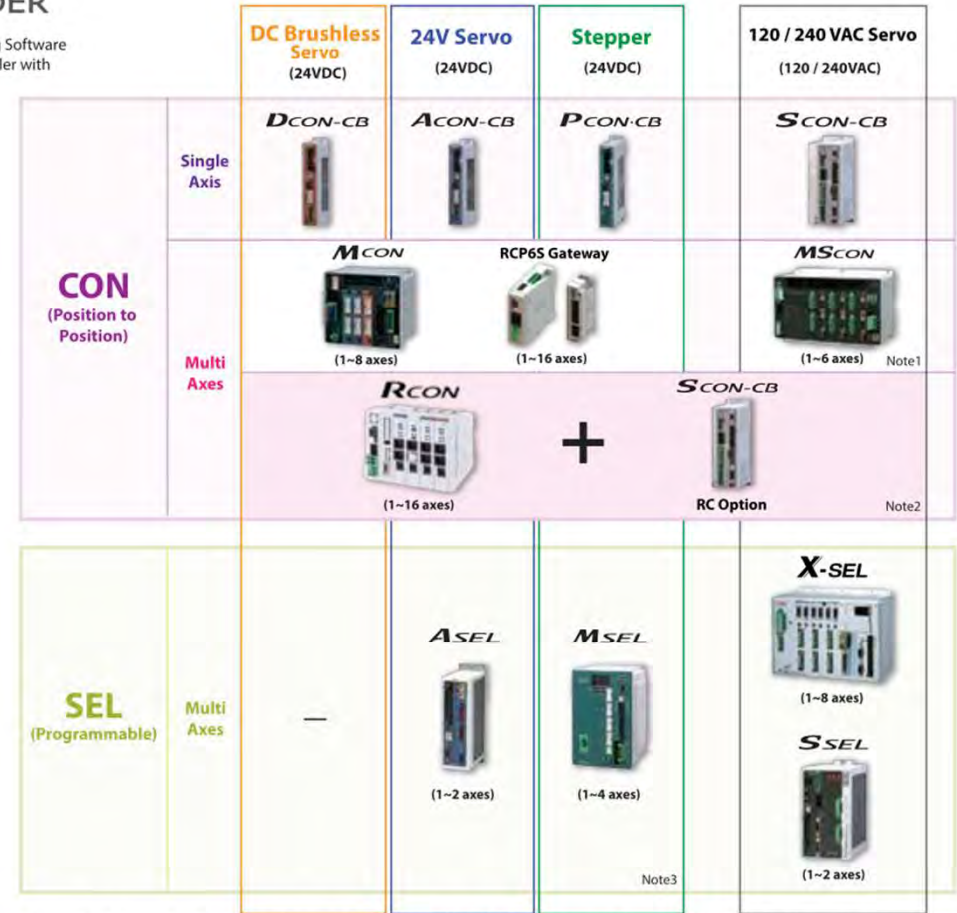 DER
Software
ler with
DC Brushless
Servo
(24VDC)
24V Servo
(24VDC)
Stepper
(24VDC)
120 / 240 VAC Servo
(120 / 240VAC)
CON
(Position to
Position)
Single
Axis
DCON-CB
ACON-CB
PCON·CB
SCON-CB
Multi
Axes
MCON
(1~8 axes)
RCP6S Gateway
(1~16 axes)
MSCON
(1~6 axes)
Note1
RCON
(1~16 axes)
+
SCON-CB
RC Option
Note2
SEL
(Programmable)
Multi
Axes
—
ASEL
(1~2 axes)
MSEL
(1~4 axes)
Note3
X-SEL
(1~8 axes)
SSEL
(1~2 axes)